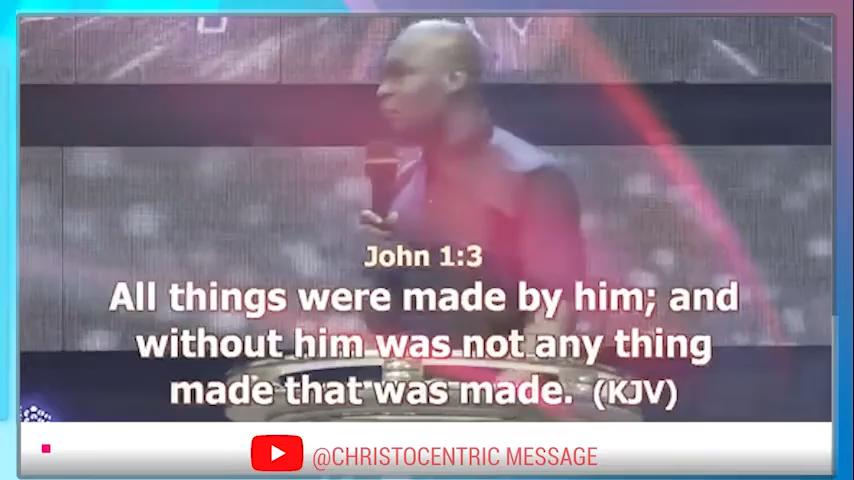 John 1:3
All things were made by him; and
without him was not any thing
made that was made. (KJV)
@CHRISTOCENTRIC MESSAGE